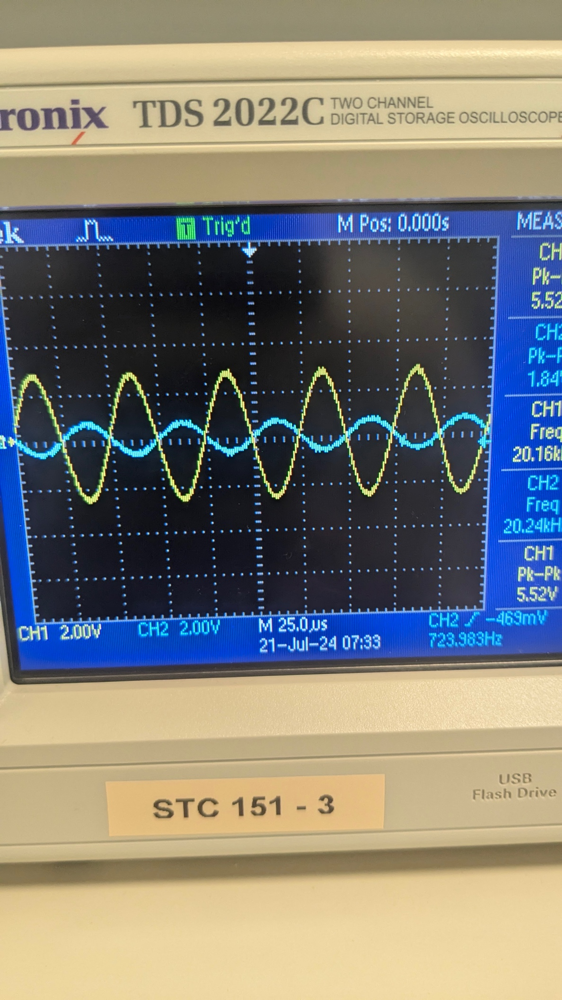 ronix TDS 2022C TWO CHANNEL
DIGITAL STORAGE OSCILLOSCOPE
ek Trig'd M Pos: 0.000s MEAS
CH
Pk-
5.52
CH2
Pk-P
1.84V
CH1
Freq
20.16k
CH2
Freq
20.24kH
CH1
Pk-Pk
5.52V
CH1 2.00V CH2 2.00V M 25.0µs CH2 -469mV
21-Jul-24 07:33 723.983Hz
USB
Flash Drive
STC 151 - 3